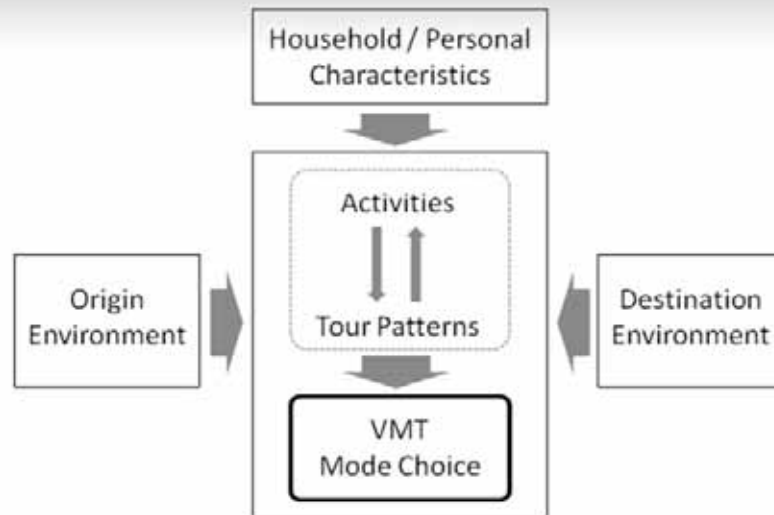 Household / Personal
Characteristics
Activities
Tour Patterns
Origin
Environment
Destination
Environment
VMT
Mode Choice